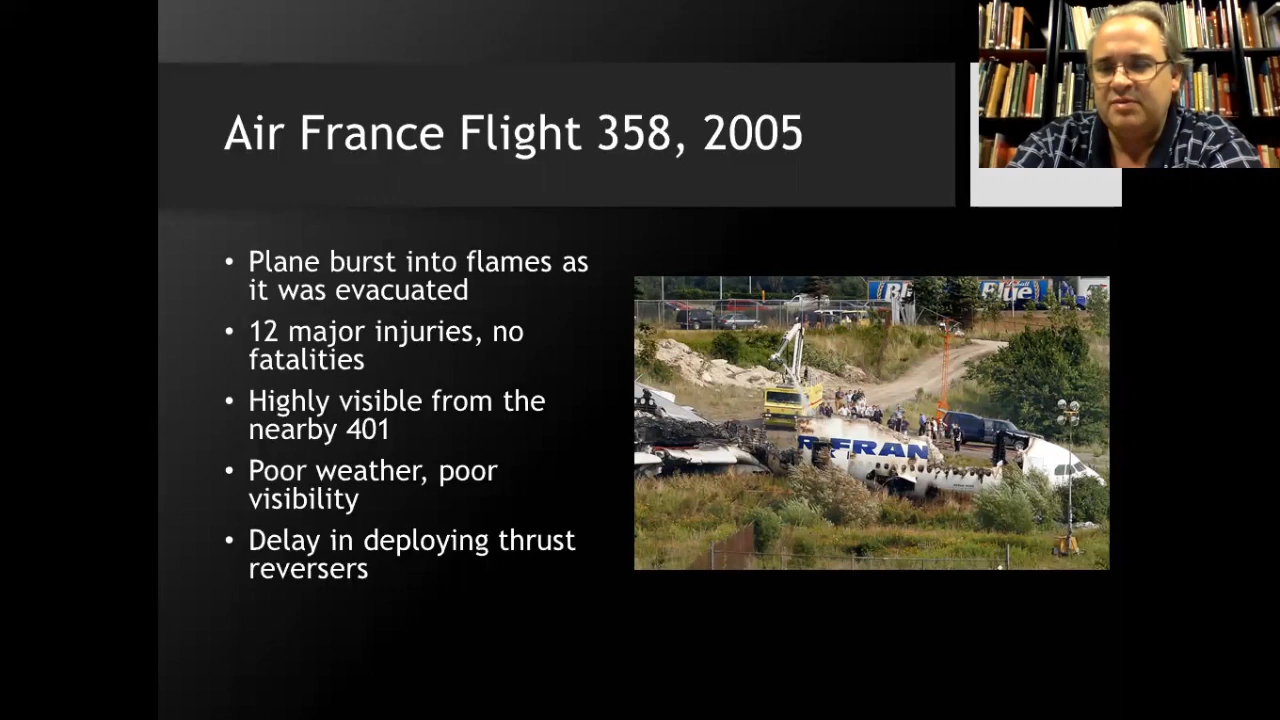 Air France Flight 358, 2005
• Plane burst into flames as
it was evacuated
• 12 major injuries, no
fatalities
• Highly visible from the
nearby 401
• Poor weather, poor
visibility
• Delay in deploying thrust
reversers
Blue
R FRAN